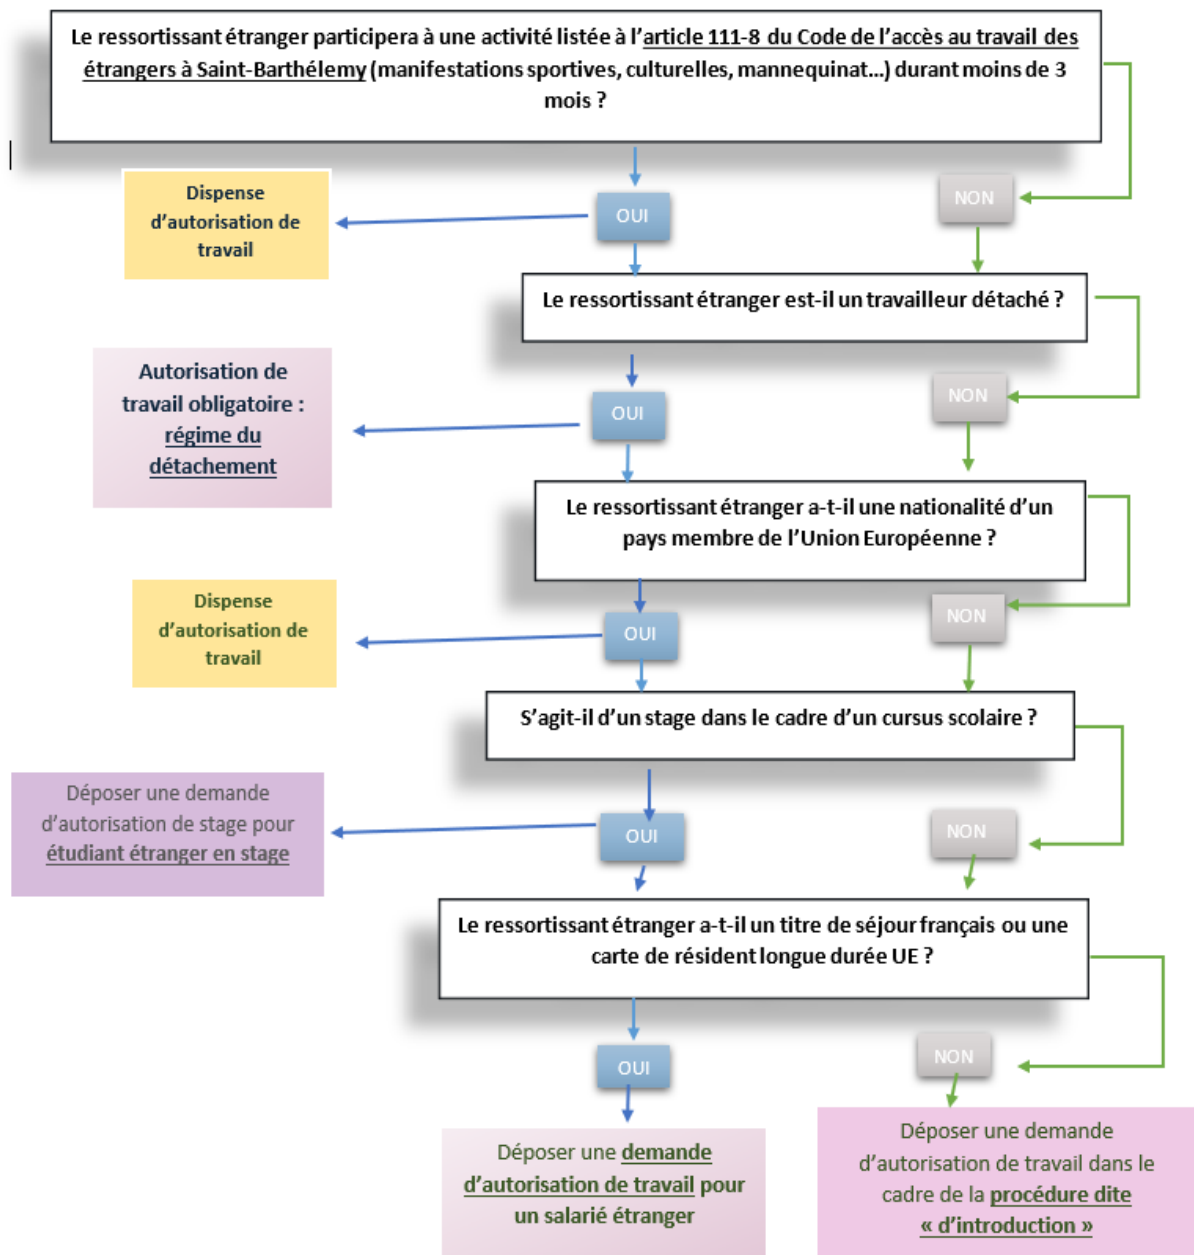 Le ressortissant étranger participera à une activité listée à l’article 111-8 du Code de l’accès au travail des
étrangers à Saint-Barthélemy (manifestations sportives, culturelles, mannequinat…) durant moins de 3
mois ?
Dispense
d’autorisation de
travail
OUI
NON
Le ressortissant étranger est-il un travailleur détaché ?
Autorisation de
travail obligatoire :
régime du
détachement
OUI
NON
Le ressortissant étranger a-t-il une nationalité d’un
pays membre de l’Union Européenne ?
Dispense
d’autorisation de
travail
OUI
NON
S’agit-il d’un stage dans le cadre d’un cursus scolaire ?
Déposer une demande
d’autorisation de stage pour
étudiant étranger en stage
OUI
NON
Le ressortissant étranger a-t-il un titre de séjour français ou une
carte de résident longue durée UE ?
OUI
NON
Déposer une demande
d’autorisation de travail pour
un salarié étranger
Déposer une demande
d’autorisation de travail dans le
cadre de la procédure dite
« d’introduction »